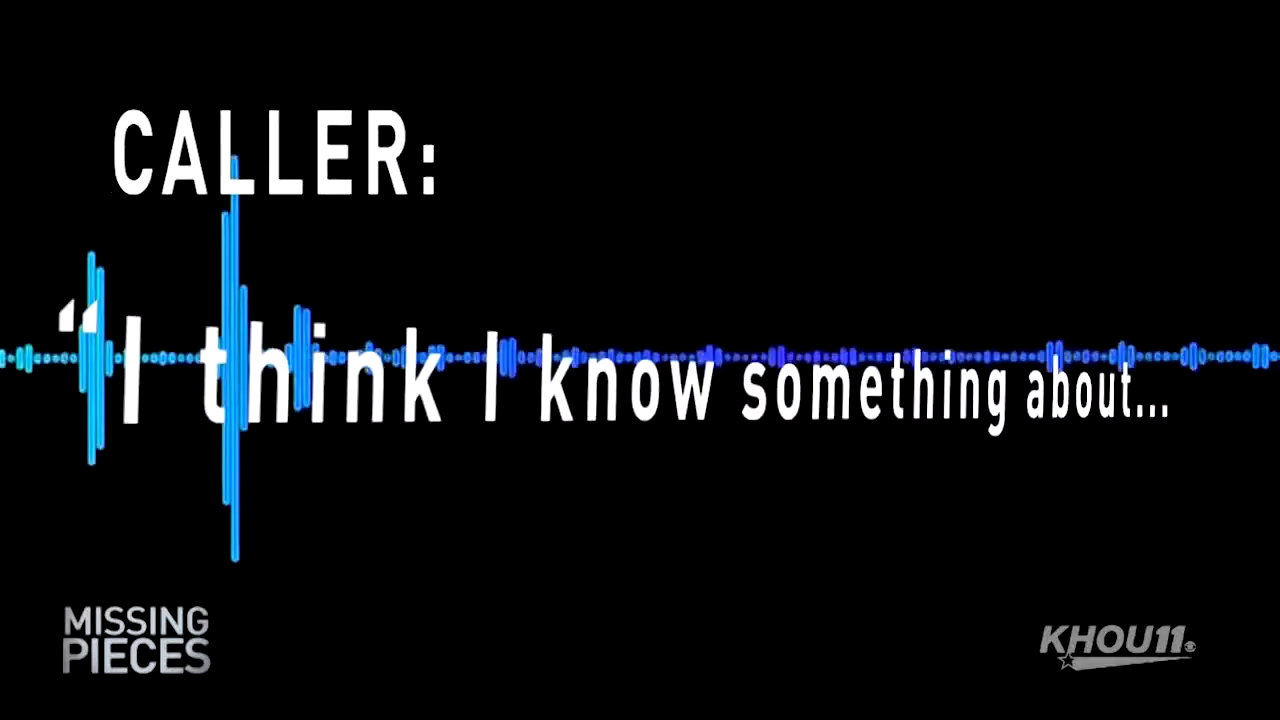 CALLER:
“I think I know something about...
MISSING
PIECES
KHOU11